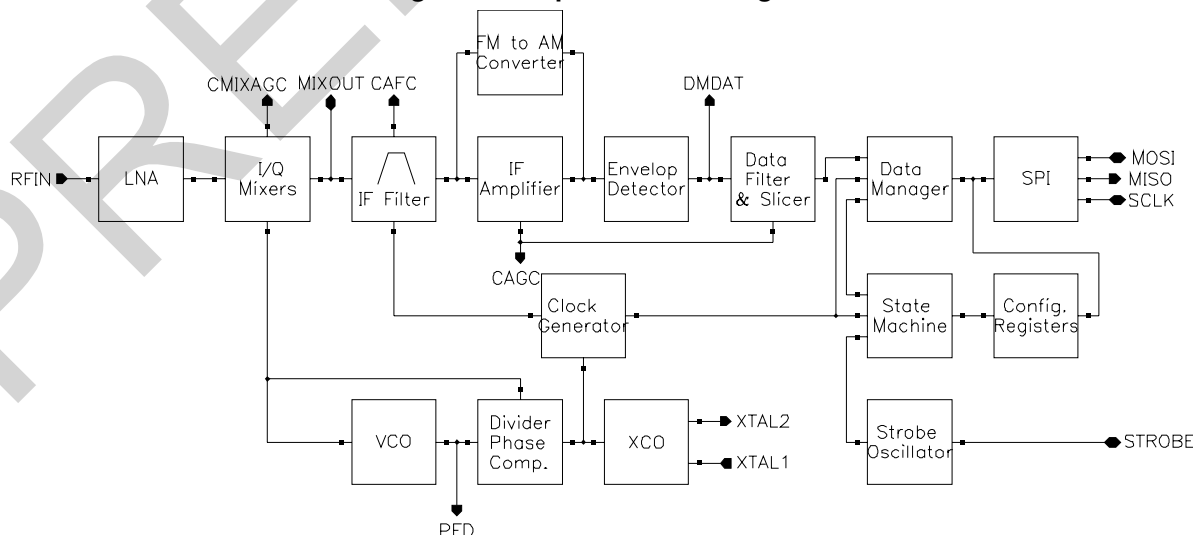 FM to AM
Converter
CMIXAGC
MIXOUT
CAFC
DMDAT
RFIN
LNA
I/Q
Mixers
IF Filter
IF
Amplifier
Envelop
Detector
Data
Filter
& Slicer
Data
Manager
SPI
MOSI
MISO
SCLK
CAGC
Clock
Generator
State
Machine
Config.
Registers
VCO
Divider
Phase
Comp.
XCO
XTAL2
XTAL1
Strobe
Oscillator
STROBE
PFD